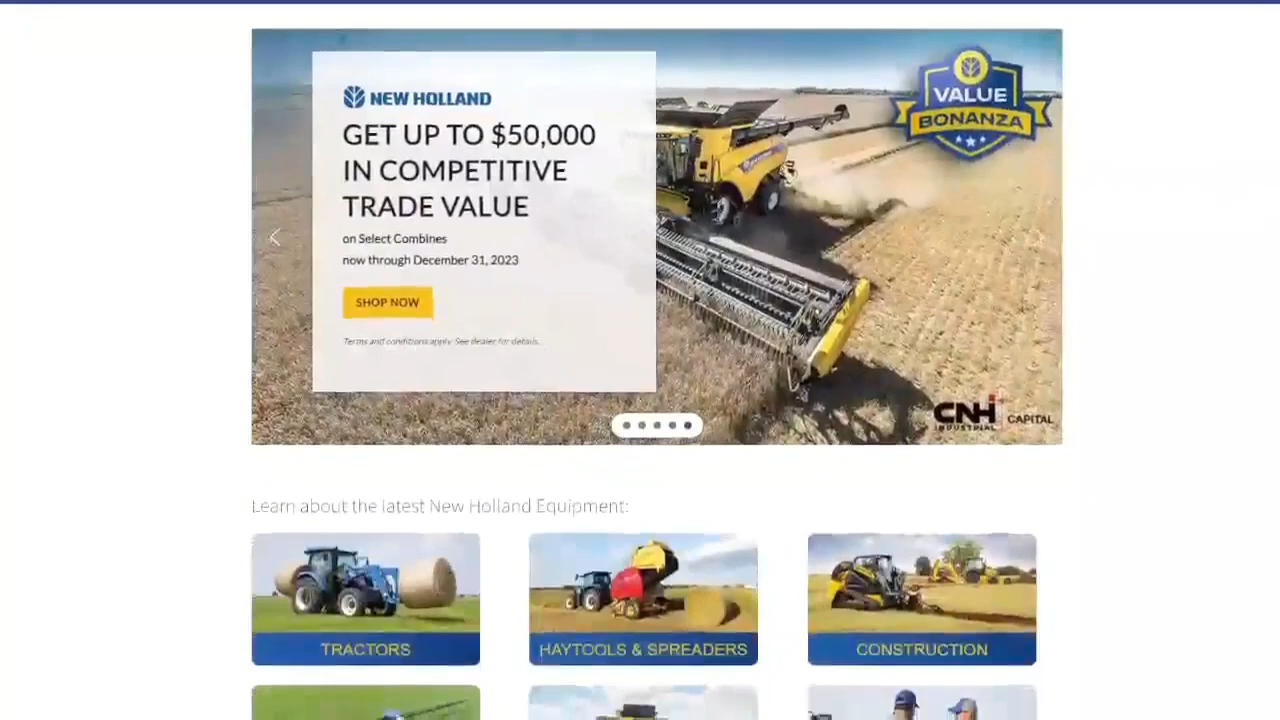 NEW HOLLAND
GET UP TO $50,000
IN COMPETITIVE
TRADE VALUE
on Select Combines
now through December 31, 2023
SHOP NOW
Terms and conditions apply. See dealer for details.
VALUE
BONANZA
CNH
INDUSTRIAL
CAPITAL
Learn about the latest New Holland Equipment:
TRACTORS
HAYTOOLS & SPREADERS
CONSTRUCTION